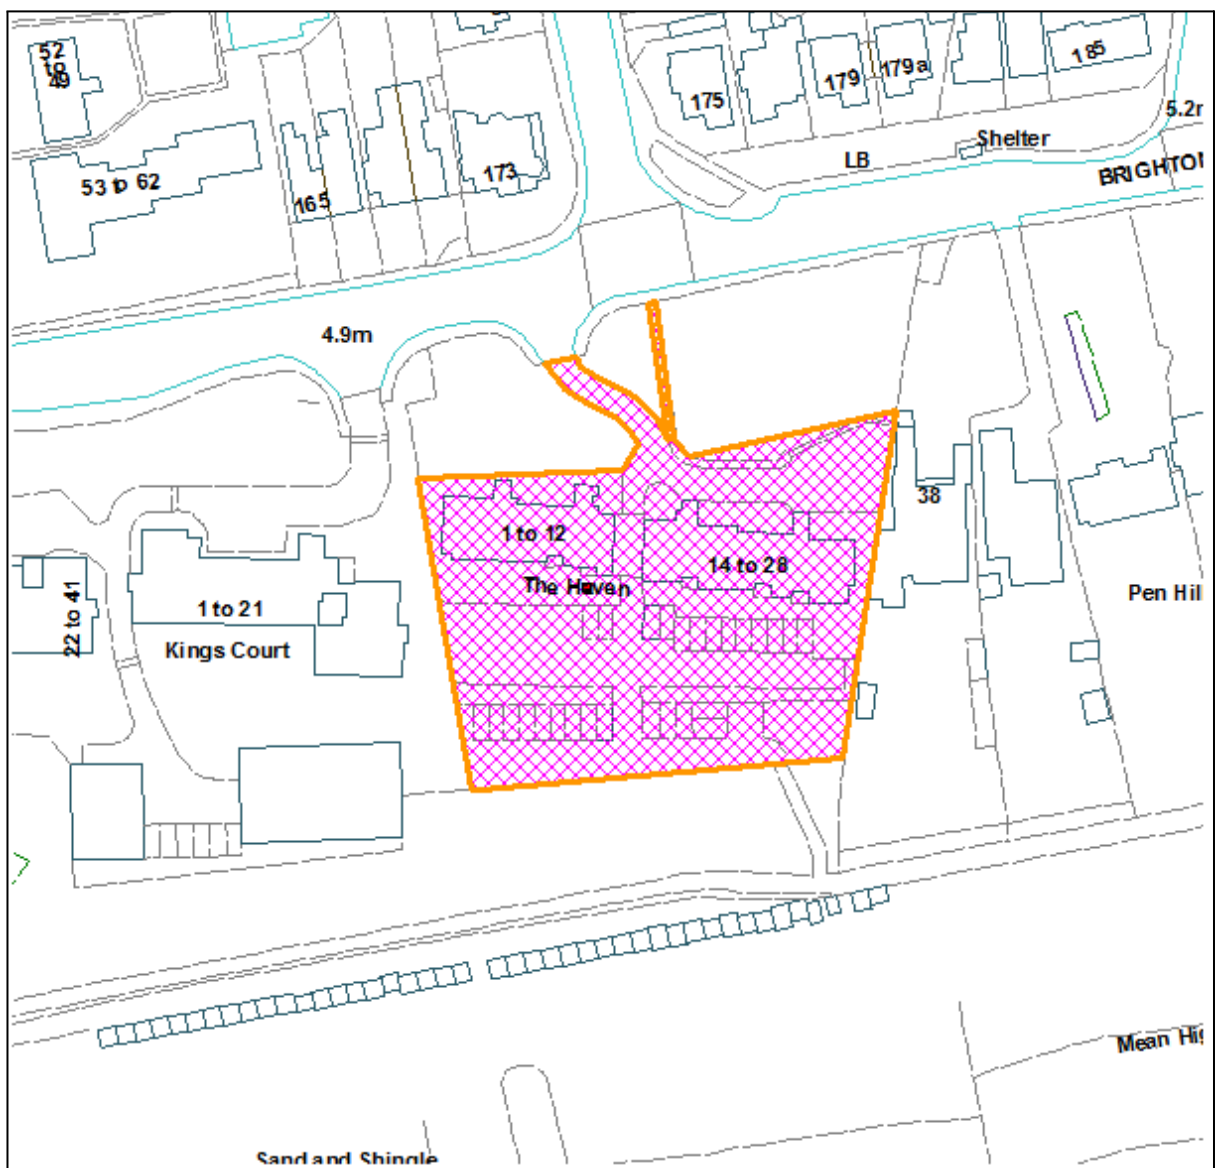 52
to
49
175
179
179a
185
5.2m
Shelter
LB
BRIGHTON
53 to 62
165
173
4.9m
38
1 to 12
14 to 28
The Haven
22 to 41
1 to 21
Kings Court
Pen Hil
Mean Hig
Sand and Shingle